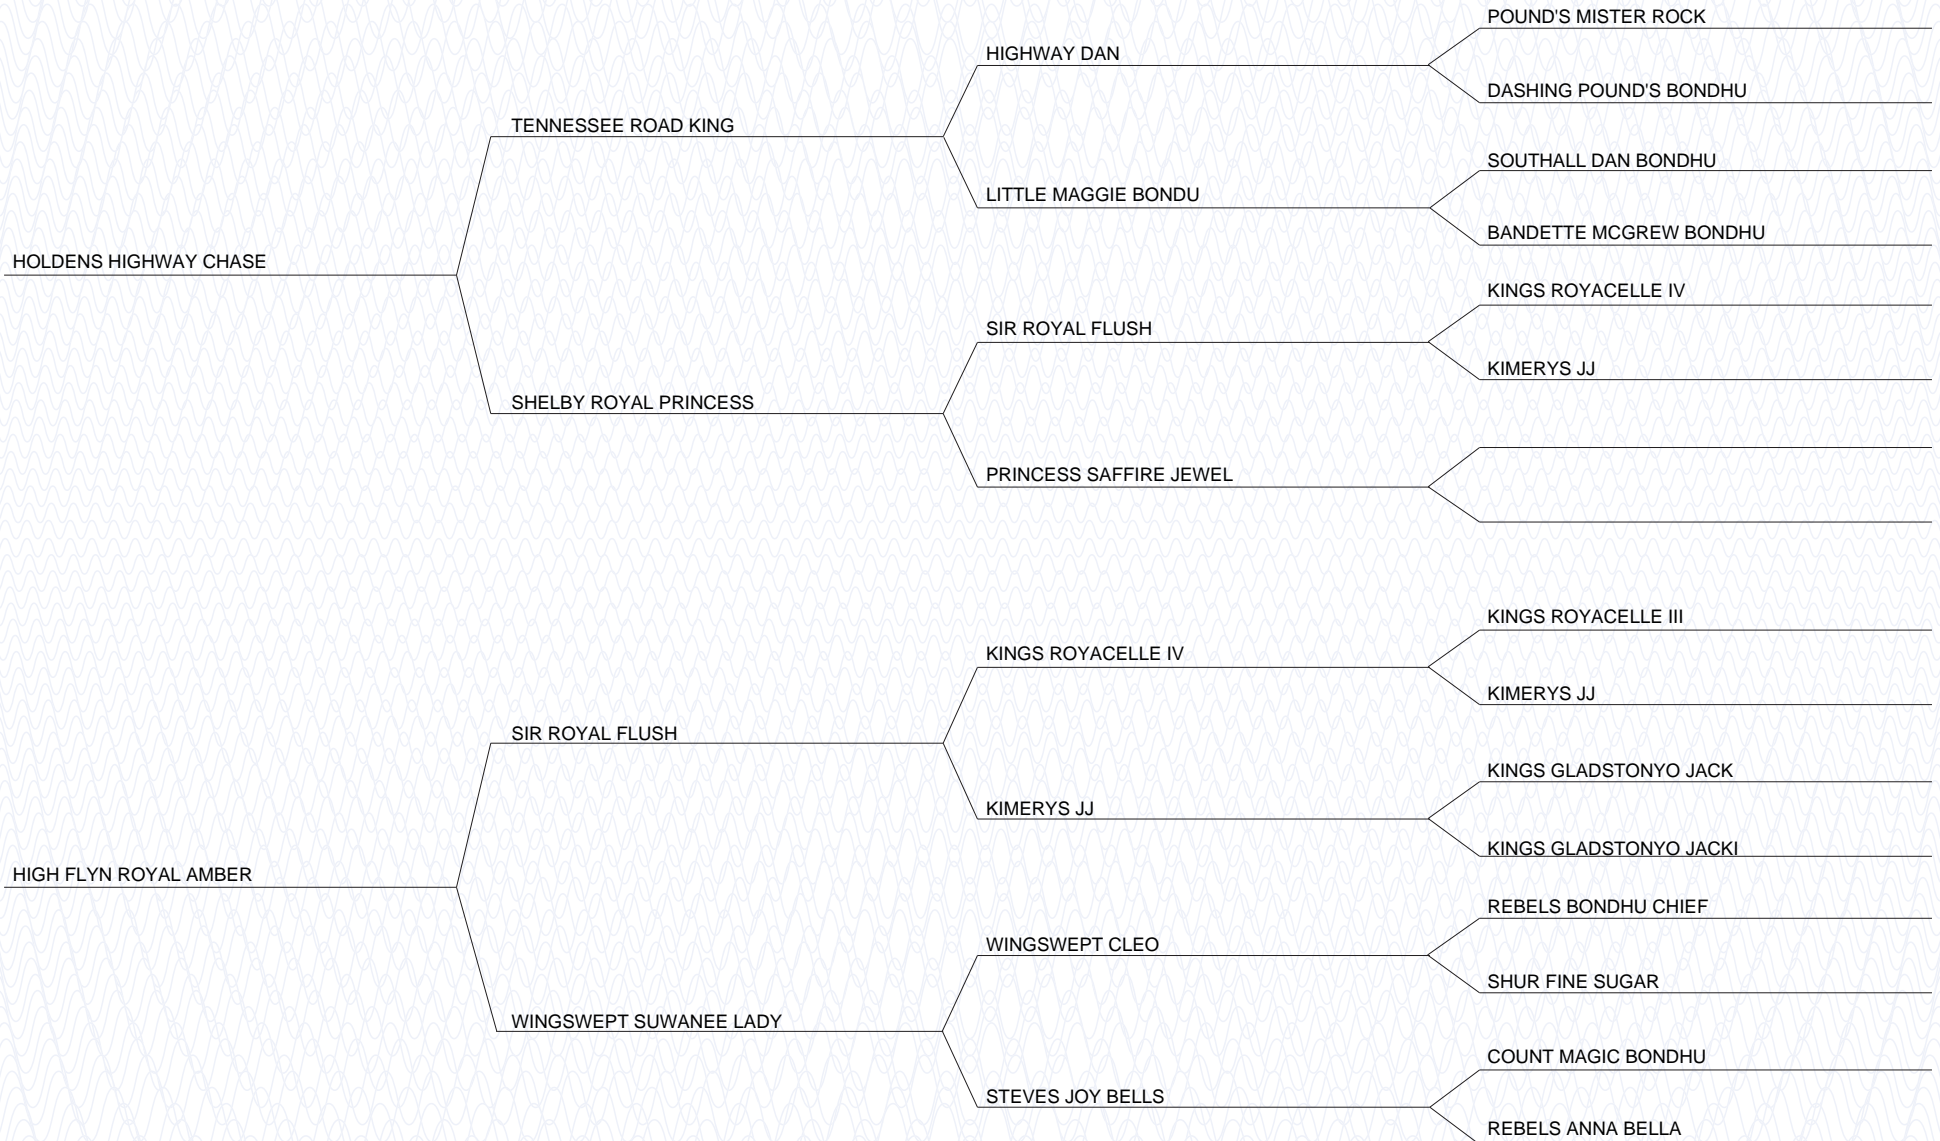 POUND'S MISTER ROCK
HIGHWAY DAN
DASHING POUND'S BONDHU
TENNESSEE ROAD KING
SOUTHALL DAN BONDHU
LITTLE MAGGIE BONDU
BANDETTE MCGREW BONDHU
HOLDENS HIGHWAY CHASE
KINGS ROYACELLE IV
SIR ROYAL FLUSH
KIMERYS JJ
SHELBY ROYAL PRINCESS
PRINCESS SAFFIRE JEWEL
KINGS ROYACELLE III
KINGS ROYACELLE IV
KIMERYS JJ
SIR ROYAL FLUSH
KINGS GLADSTONYO JACK
KIMERYS JJ
KINGS GLADSTONYO JACKI
HIGH FLYN ROYAL AMBER
REBELS BONDHU CHIEF
WINGSWEPT CLEO
SHUR FINE SUGAR
WINGSWEPT SUWANEE LADY
COUNT MAGIC BONDHU
STEVES JOY BELLS
REBELS ANNA BELLA